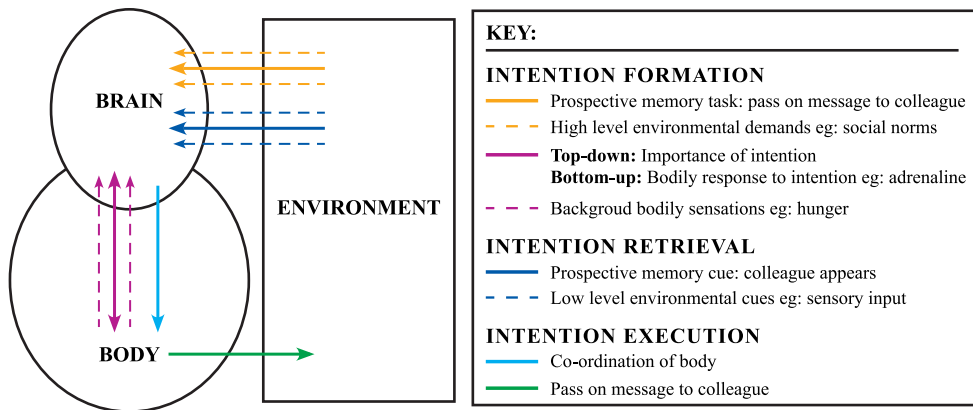 BRAIN
ENVIRONMENT
BODY
KEY:
INTENTION FORMATION
Prospective memory task: pass on message to colleague
High level environmental demands eg: social norms
Top-down: Importance of intention
Bottom-up: Bodily response to intention eg: adrenaline
Backgroud bodily sensations eg: hunger
INTENTION RETRIEVAL
Prospective memory cue: colleague appears
Low level environmental cues eg: sensory input
INTENTION EXECUTION
Co-ordination of body
Pass on message to colleague